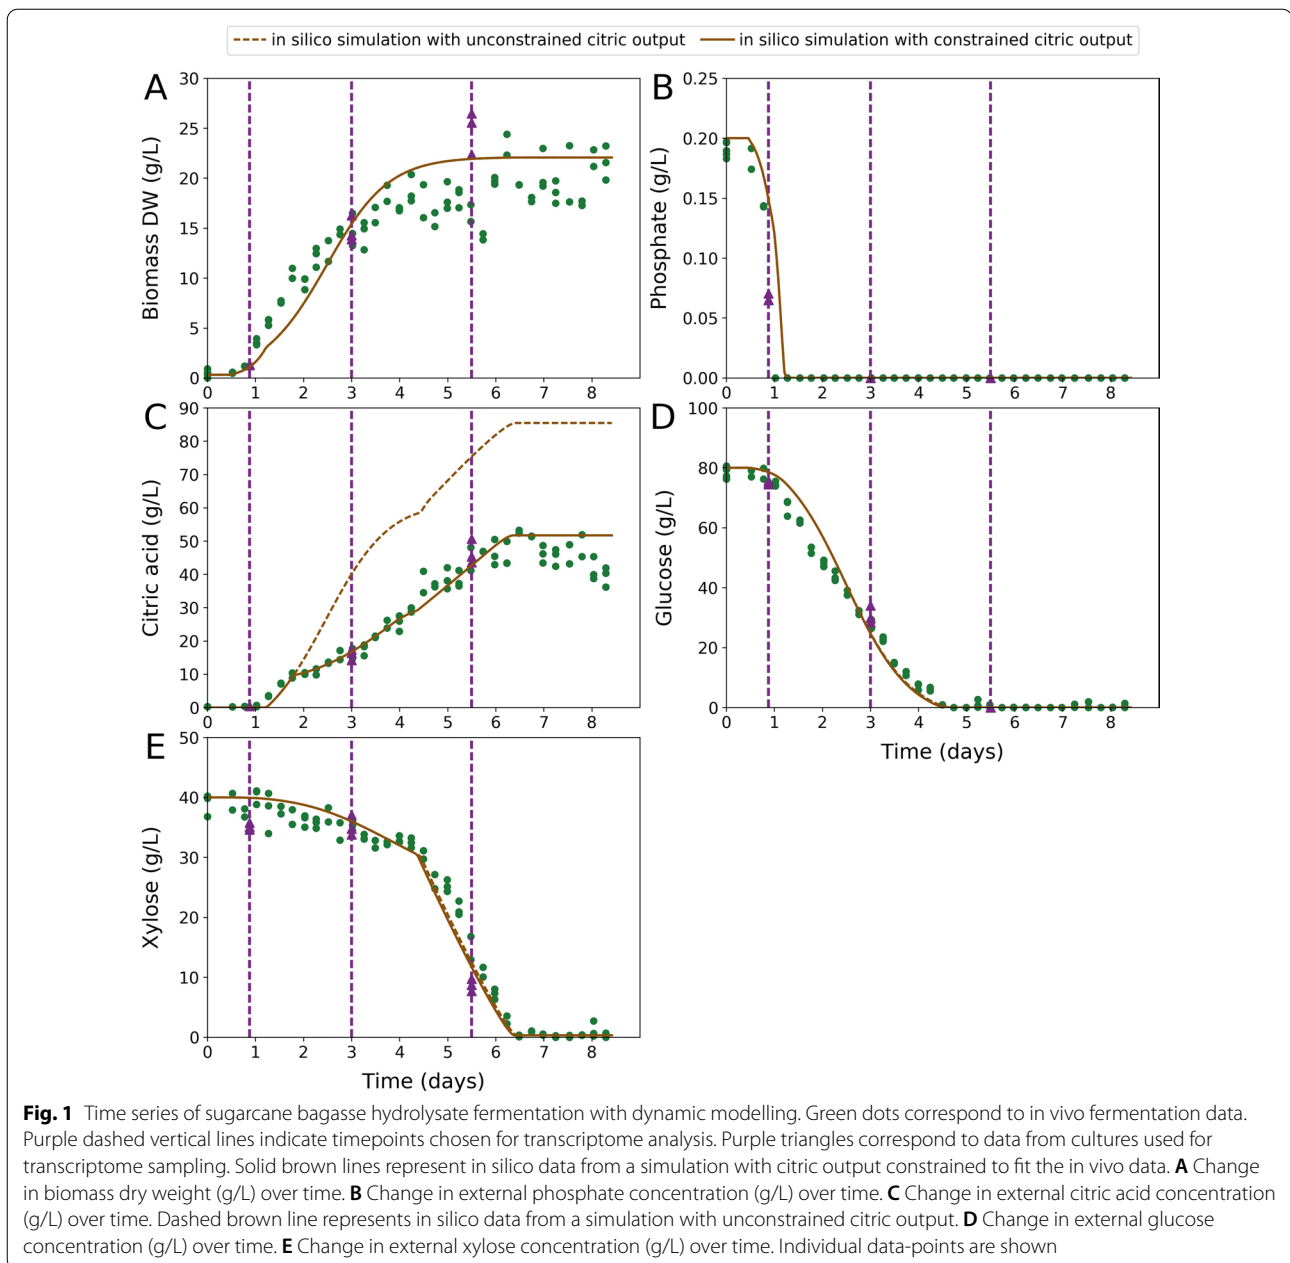 in silico simulation with unconstrained citric output in silico simulation with constrained citric output
A
30
25
20
15
10
5
0
Biomass DW (g/L)
0 1 2 3 4 5 6 7 8
B
0.25
0.20
0.15
0.10
0.05
0.00
Phosphate (g/L)
0 1 2 3 4 5 6 7 8
C
90
80
70
60
50
40
30
20
10
0
Citric acid (g/L)
0 1 2 3 4 5 6 7 8
D
100
80
60
40
20
0
Glucose (g/L)
0 1 2 3 4 5 6 7 8
Time (days)
E
50
40
30
20
10
0
Xylose (g/L)
0 1 2 3 4 5 6 7 8
Time (days)
Fig. 1 Time series of sugarcane bagasse hydrolysate fermentation with dynamic modelling. Green dots correspond to in vivo fermentation data.
Purple dashed vertical lines indicate timepoints chosen for transcriptome analysis. Purple triangles correspond to data from cultures used for
transcriptome sampling. Solid brown lines represent in silico data from a simulation with citric output constrained to fit the in vivo data. A Change
in biomass dry weight (g/L) over time. B Change in external phosphate concentration (g/L) over time. C Change in external citric acid concentration
(g/L) over time. Dashed brown line represents in silico data from a simulation with unconstrained citric output. D Change in external glucose
concentration (g/L) over time. E Change in external xylose concentration (g/L) over time. Individual data-points are shown